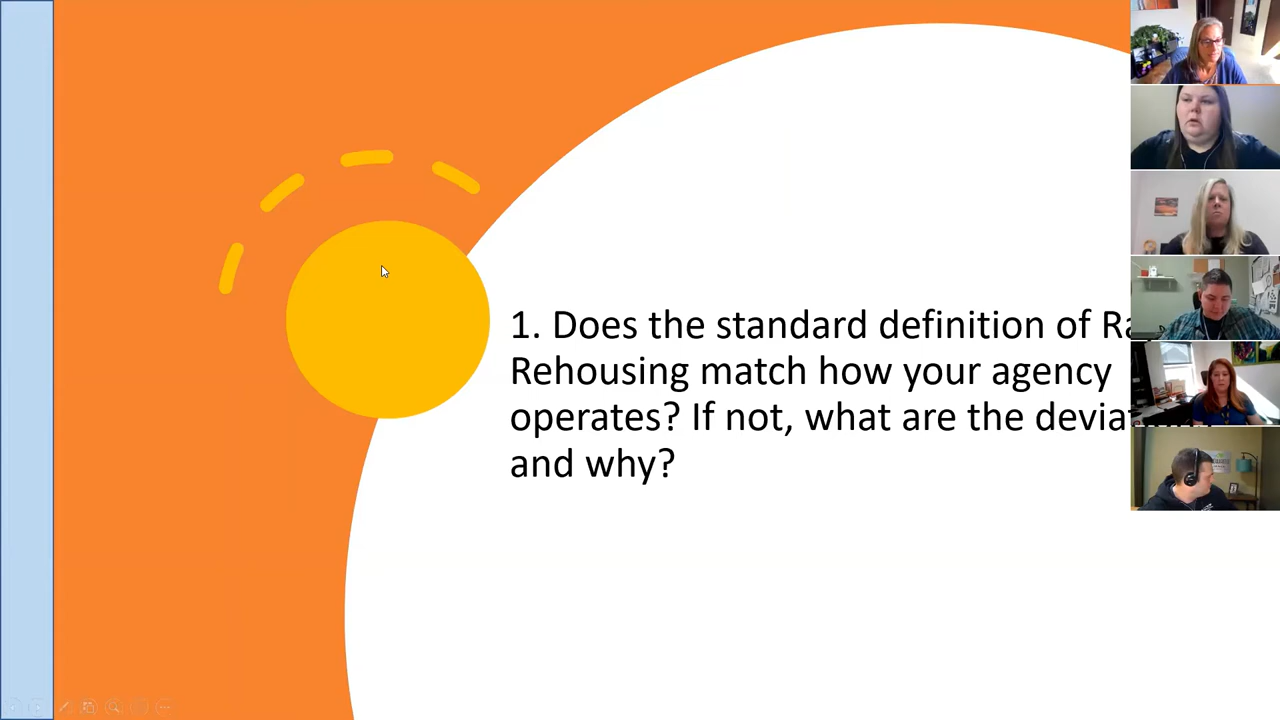 1. Does the standard definition of
Rehousing match how your agency
operates? If not, what are the
and why?